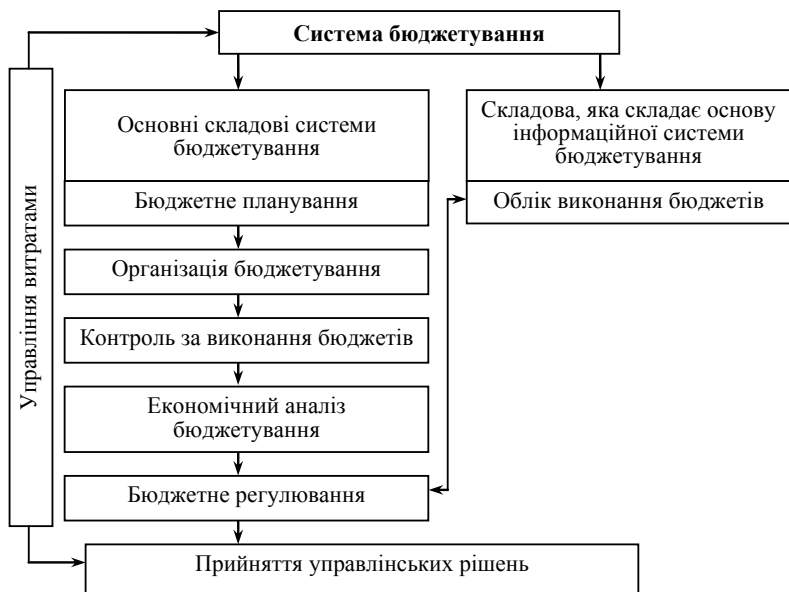 Система бюджетування
Управління витратами
Основні складові системи
бюджетування
Складова, яка складає основу
інформаційної системи
бюджетування
Бюджетне планування
Облік виконання бюджетів
Організація бюджетування
Контроль за виконання бюджетів
Економічний аналіз
бюджетування
Бюджетне регулювання
Прийняття управлінських рішень